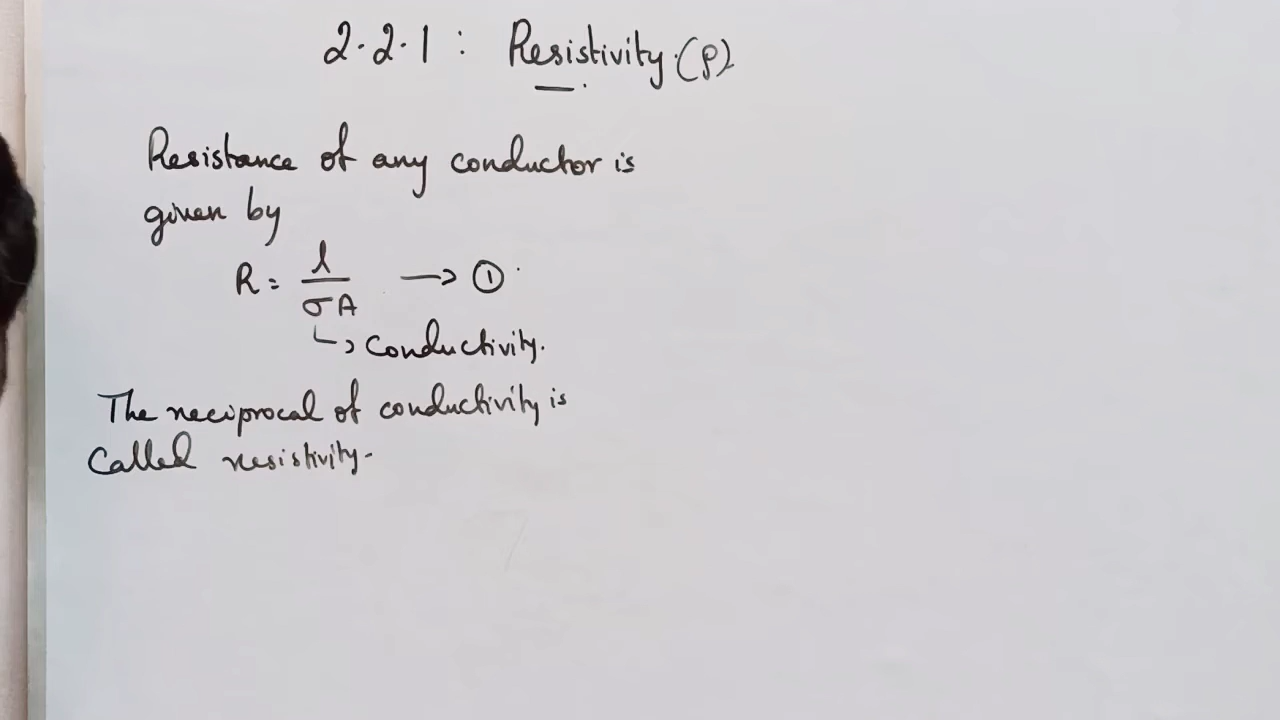 2.2.1 : Resistivity (ρ)
Resistance of any conductor is
given by
R = l/σA → ①
↳ Conductivity.
The reciprocal of conductivity is
Called resistivity.